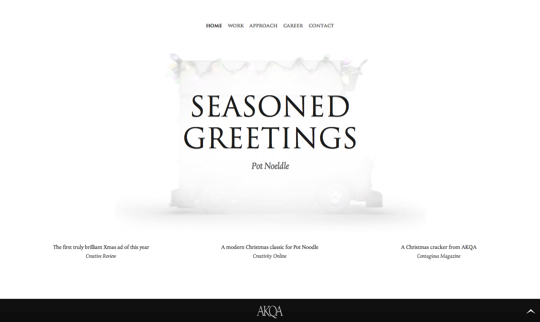 HOME WORK APPROACH CAREER CONTACT
SEASONED
GREETINGS
Pot Noeldle
The first truly brilliant Xmas ad of this year
Creative Review
A modern Christmas classic for Pot Noodle
Creativity Online
A Christmas cracker from AKQA
Contagious Magazine
AKQA